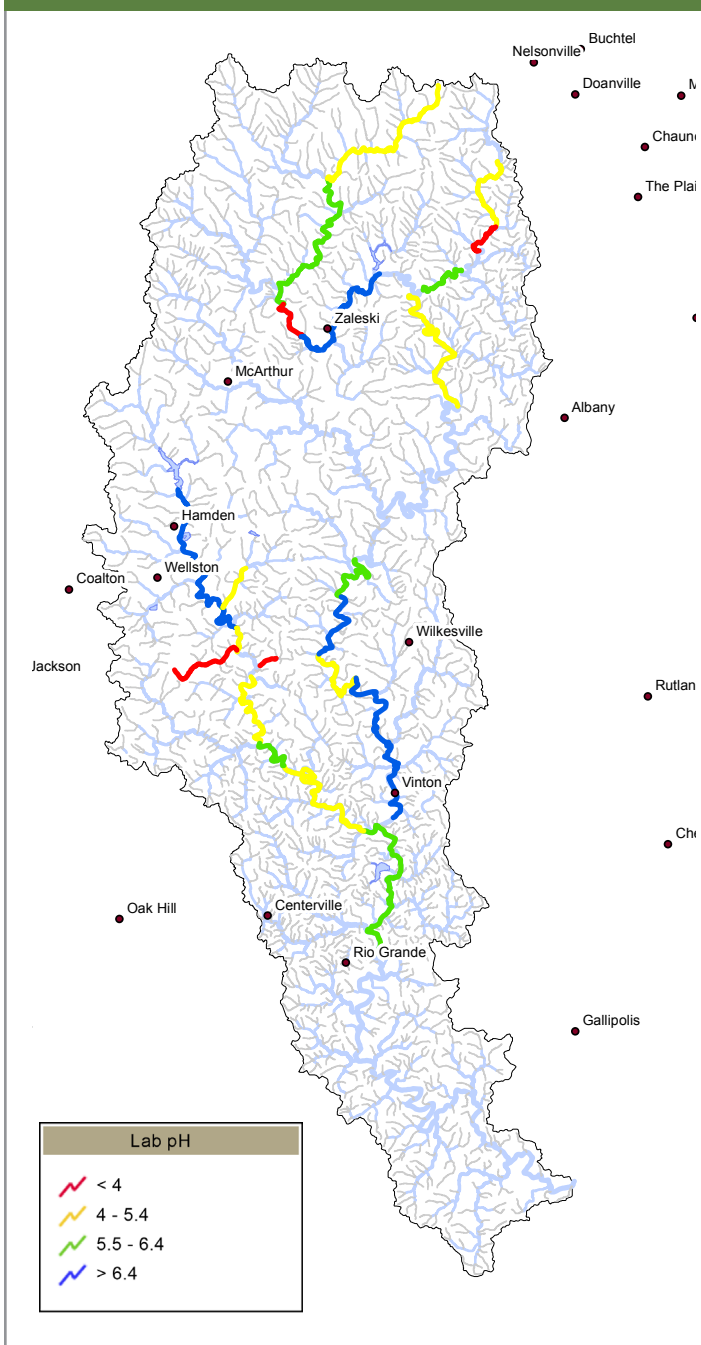 Buchtel
Nelsonville
Doanville
M
Chaun
The Plai
Zaleski
McArthur
Albany
Hamden
Wellston
Coalton
Wilkesville
Jackson
Rutlan
Vinton
Che
Centerville
Oak Hill
Rio Grande
Gallipolis
Lab pH
< 4
4 - 5.4
5.5 - 6.4
> 6.4